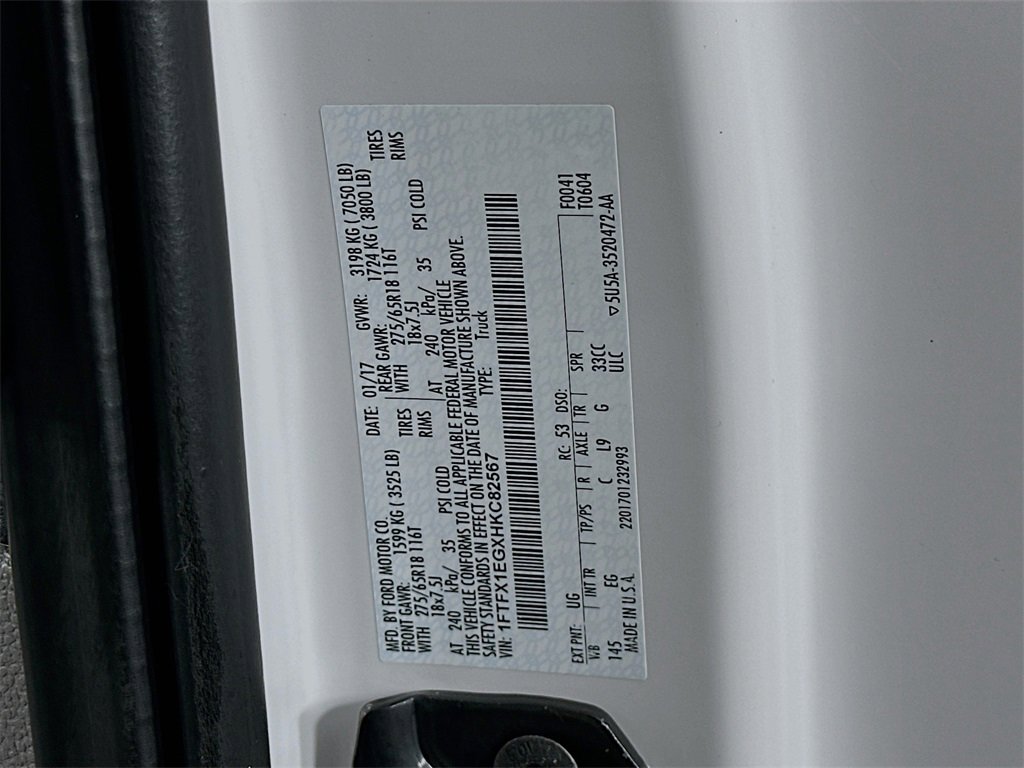 MFD. BY FORD MOTOR CO.
DATE: 01/17 GVWR: 3198 KG ( 7050 LB)
FRONT GAWR: 1599 KG ( 3525 LB)
REAR GAWR: 1724 KG ( 3800 LB)
WITH 275/65R18 116T TIRES
WITH 275/65R18 116T TIRES
18x7.5J RIMS
18x7.5J RIMS
AT 240 kPa/ 35 PSI COLD
AT 240 kPa/ 35 PSI COLD
THIS VEHICLE CONFORMS TO ALL APPLICABLE FEDERAL MOTOR VEHICLE
SAFETY STANDARDS IN EFFECT ON THE DATE OF MANUFACTURE SHOWN ABOVE.
VIN: 1FTFX1EGXHKC82567 TYPE: Truck
F0041
T0604
EXT PNT: UG RC: 53 DSO:
WB INT TR TP/PS R AXLE TR SPR
145 EG C L9 G 33CC
MADE IN U.S.A. 2201701232993 ULC ▽5U5A-3520472-AA